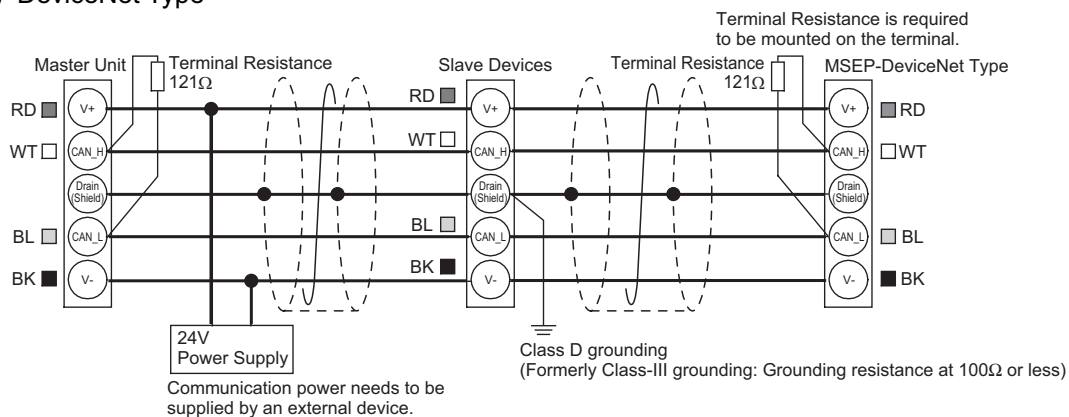 DeviceNet Type
Terminal Resistance is required
to be mounted on the terminal.
Master Unit
Terminal Resistance
121Ω
Slave Devices
Terminal Resistance
121Ω
MSEP-DeviceNet Type
RD
V+
RD
V+
V+
RD
WT
CAN_H
WT
CAN_H
CAN_H
WT
Drain
(Shield)
Drain
(Shield)
Drain
(Shield)
BL
CAN_L
BL
CAN_L
CAN_L
BL
BK
V-
BK
V-
V-
BK
24V
Power Supply
Communication power needs to be
supplied by an external device.
Class D grounding
(Formerly Class-III grounding: Grounding resistance at 100Ω or less)